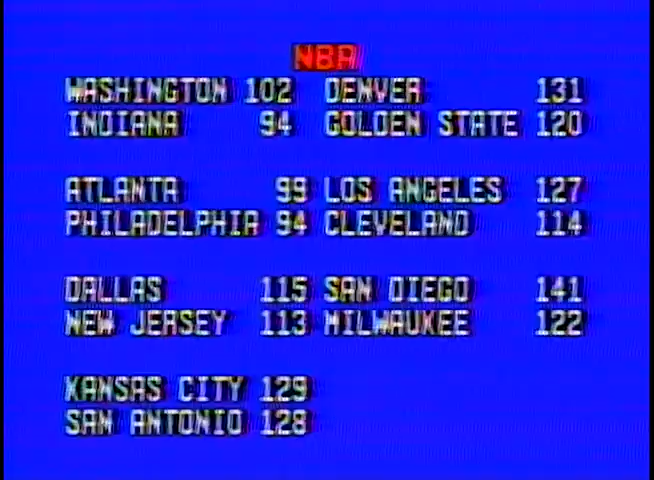 NBA
WASHINGTON 102 DENVER 131
INDIANA 94 GOLDEN STATE 120
ATLANTA 99 LOS ANGELES 127
PHILADELPHIA 94 CLEVELAND 114
DALLAS 115 SAN DIEGO 141
NEW JERSEY 113 MILWAUKEE 122
KANSAS CITY 129
SAN ANTONIO 128